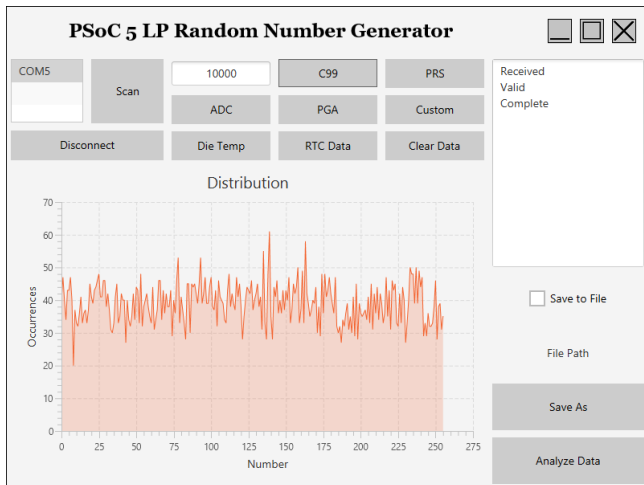 PSoC 5 LP Random Number Generator
COM5
Scan
10000
C99
PRS
ADC
PGA
Custom
Disconnect
Die Temp
RTC Data
Clear Data
Received
Valid
Complete
Distribution
Occurrences
70
60
50
40
30
20
10
0
0 25 50 75 100 125 150 175 200 225 250 275
Number
Save to File
File Path
Save As
Analyze Data